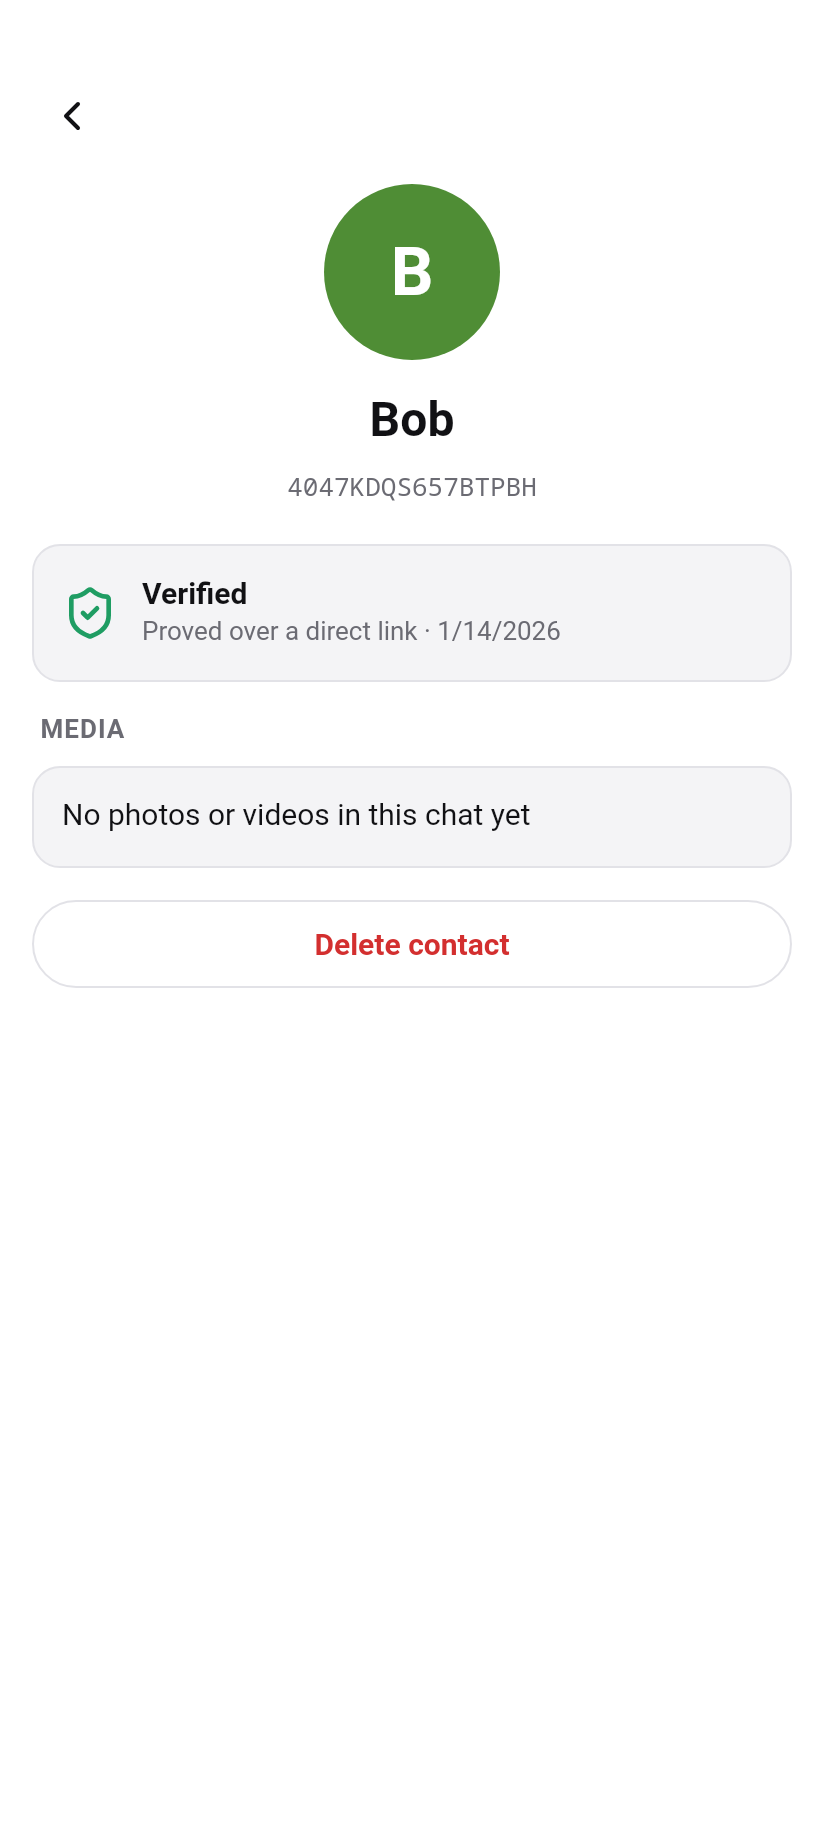 B
Bob
4047KDQS657BTPBH
Verified
Proved over a direct link · 1/14/2026
MEDIA
No photos or videos in this chat yet
Delete contact